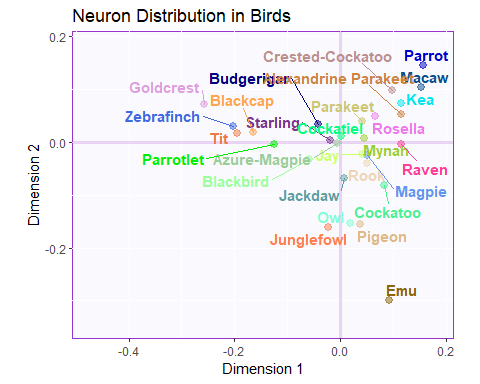 Neuron Distribution in Birds
0.2
Parrot
Crested-Cockatoo
Macaw
Budgerigar
Alexandrine Parakeet
Goldcrest
Blackcap
Kea
Parakeet
Zebrafinch
Starling
Cockatiel
Rosella
Tit
0.0
Mynah
Parrotlet
Azure-Magpie
Jay
Raven
Blackbird
Rook
Magpie
Jackdaw
Cockatoo
Owl
Pigeon
Junglefowl
-0.2
Emu
-0.4
-0.2
0.0
0.2
Dimension 1
Dimension 2